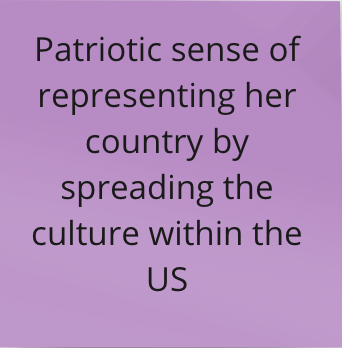 Patriotic sense of
representing her
country by
spreading the
culture within the
US